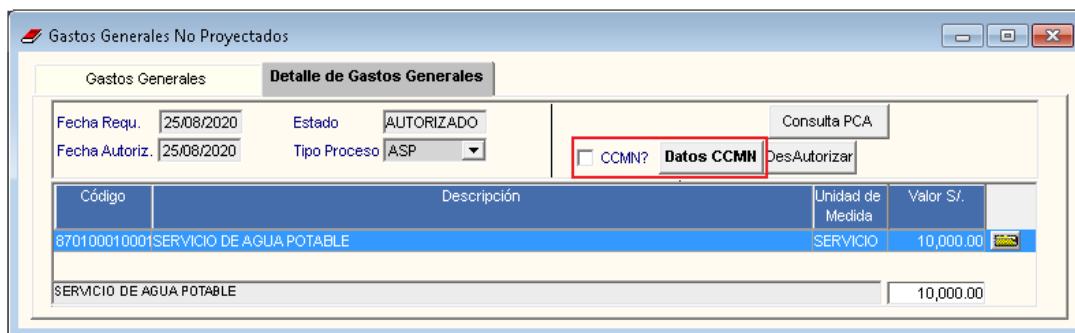 Gastos Generales No Proyectados
Gastos Generales Detalle de Gastos Generales
Fecha Requ. 25/08/2020 Estado AUTORIZADO Consulta PCA
Fecha Autoriz. 25/08/2020 Tipo Proceso ASP CCMN? Datos CCMN DesAutorizar
Código Descripción Unidad de Medida Valor S/.
870100010001 SERVICIO DE AGUA POTABLE SERVICIO 10,000.00
SERVICIO DE AGUA POTABLE 10,000.00